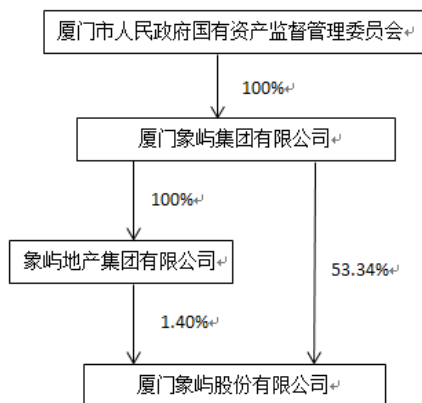 厦门市人民政府国有资产监督管理委员会
100%
厦门象屿集团有限公司
100%
象屿地产集团有限公司
53.34%
1.40%
厦门象屿股份有限公司